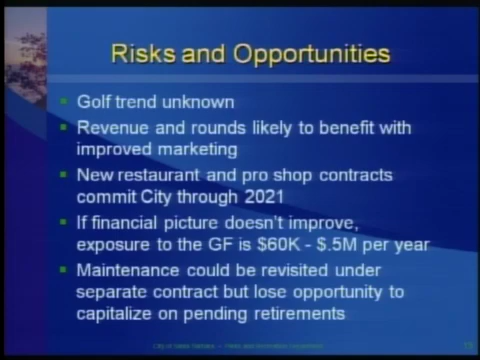 Risks and Opportunities
Golf trend unknown
Revenue and rounds likely to benefit with
improved marketing
New restaurant and pro shop contracts
commit City through 2021
If financial picture doesn't improve,
exposure to the GF is $60K - $.5M per year
Maintenance could be revisited under
separate contract but lose opportunity to
capitalize on pending retirements